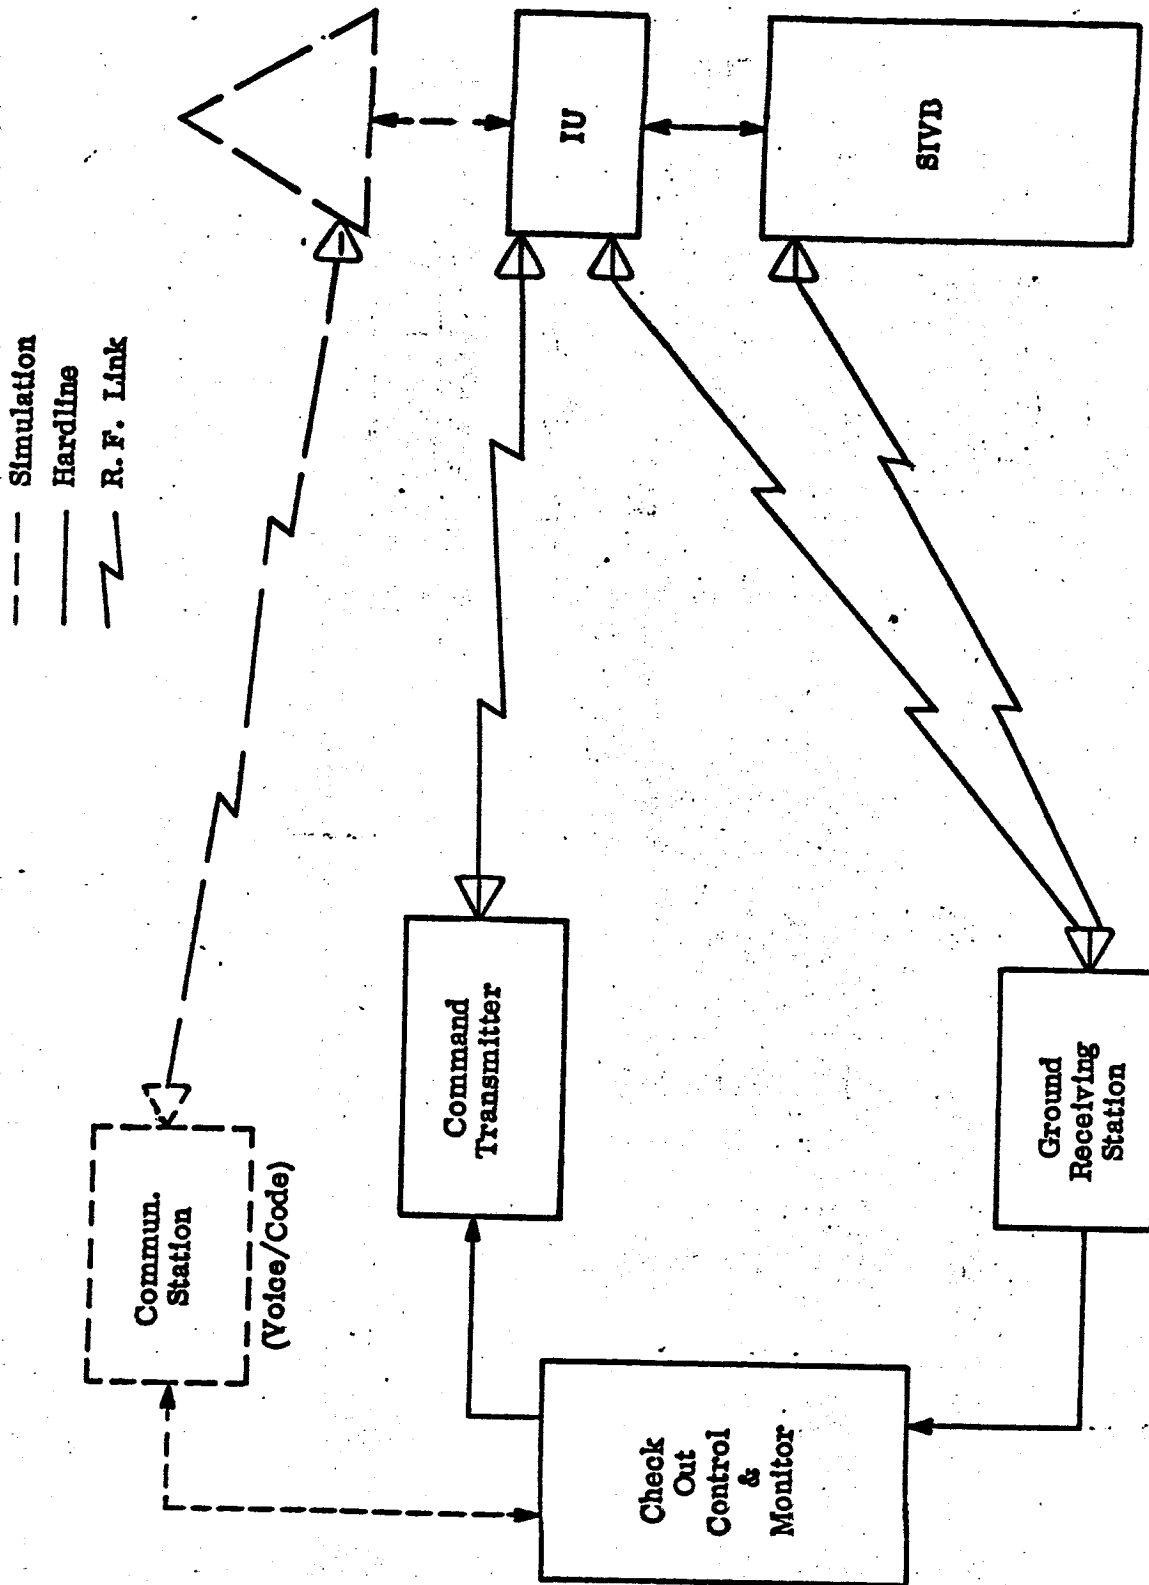 Simulation
Hardline
R.F. Link
IU
SIVB
Commun.
Station
(Voice/Code)
Command
Transmitter
Ground
Receiving
Station
Check
Out
Control
&
Monitor